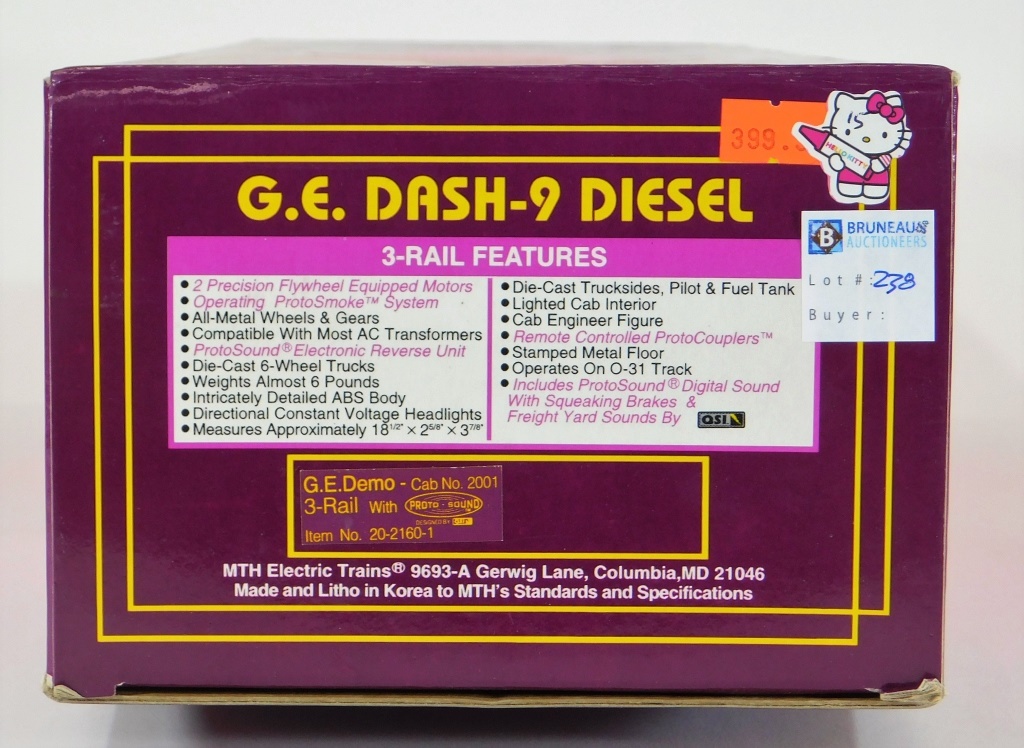 399.
15
HELLO KITTY
G.E. DASH-9 DIESEL
B BRUNEAU
AUCTIONEERS
Lot #: 238
Buyer:
3-RAIL FEATURES
• 2 Precision Flywheel Equipped Motors
• Operating ProtoSmoke™ System
• All-Metal Wheels & Gears
• Compatible With Most AC Transformers
• ProtoSound® Electronic Reverse Unit
• Die-Cast 6-Wheel Trucks
• Weights Almost 6 Pounds
• Intricately Detailed ABS Body
• Directional Constant Voltage Headlights
• Measures Approximately 18 1/2" × 2 5/8" × 3 7/8"
• Die-Cast Trucksides, Pilot & Fuel Tank
• Lighted Cab Interior
• Cab Engineer Figure
• Remote Controlled ProtoCouplers™
• Stamped Metal Floor
• Operates On O-31 Track
• Includes ProtoSound® Digital Sound
With Squeaking Brakes &
Freight Yard Sounds By QSI
G.E.Demo - Cab No. 2001
3-Rail With PROTO-SOUND
DESIGNED BY QSI
Item No. 20-2160-1
MTH Electric Trains® 9693-A Gerwig Lane, Columbia,MD 21046
Made and Litho in Korea to MTH's Standards and Specifications